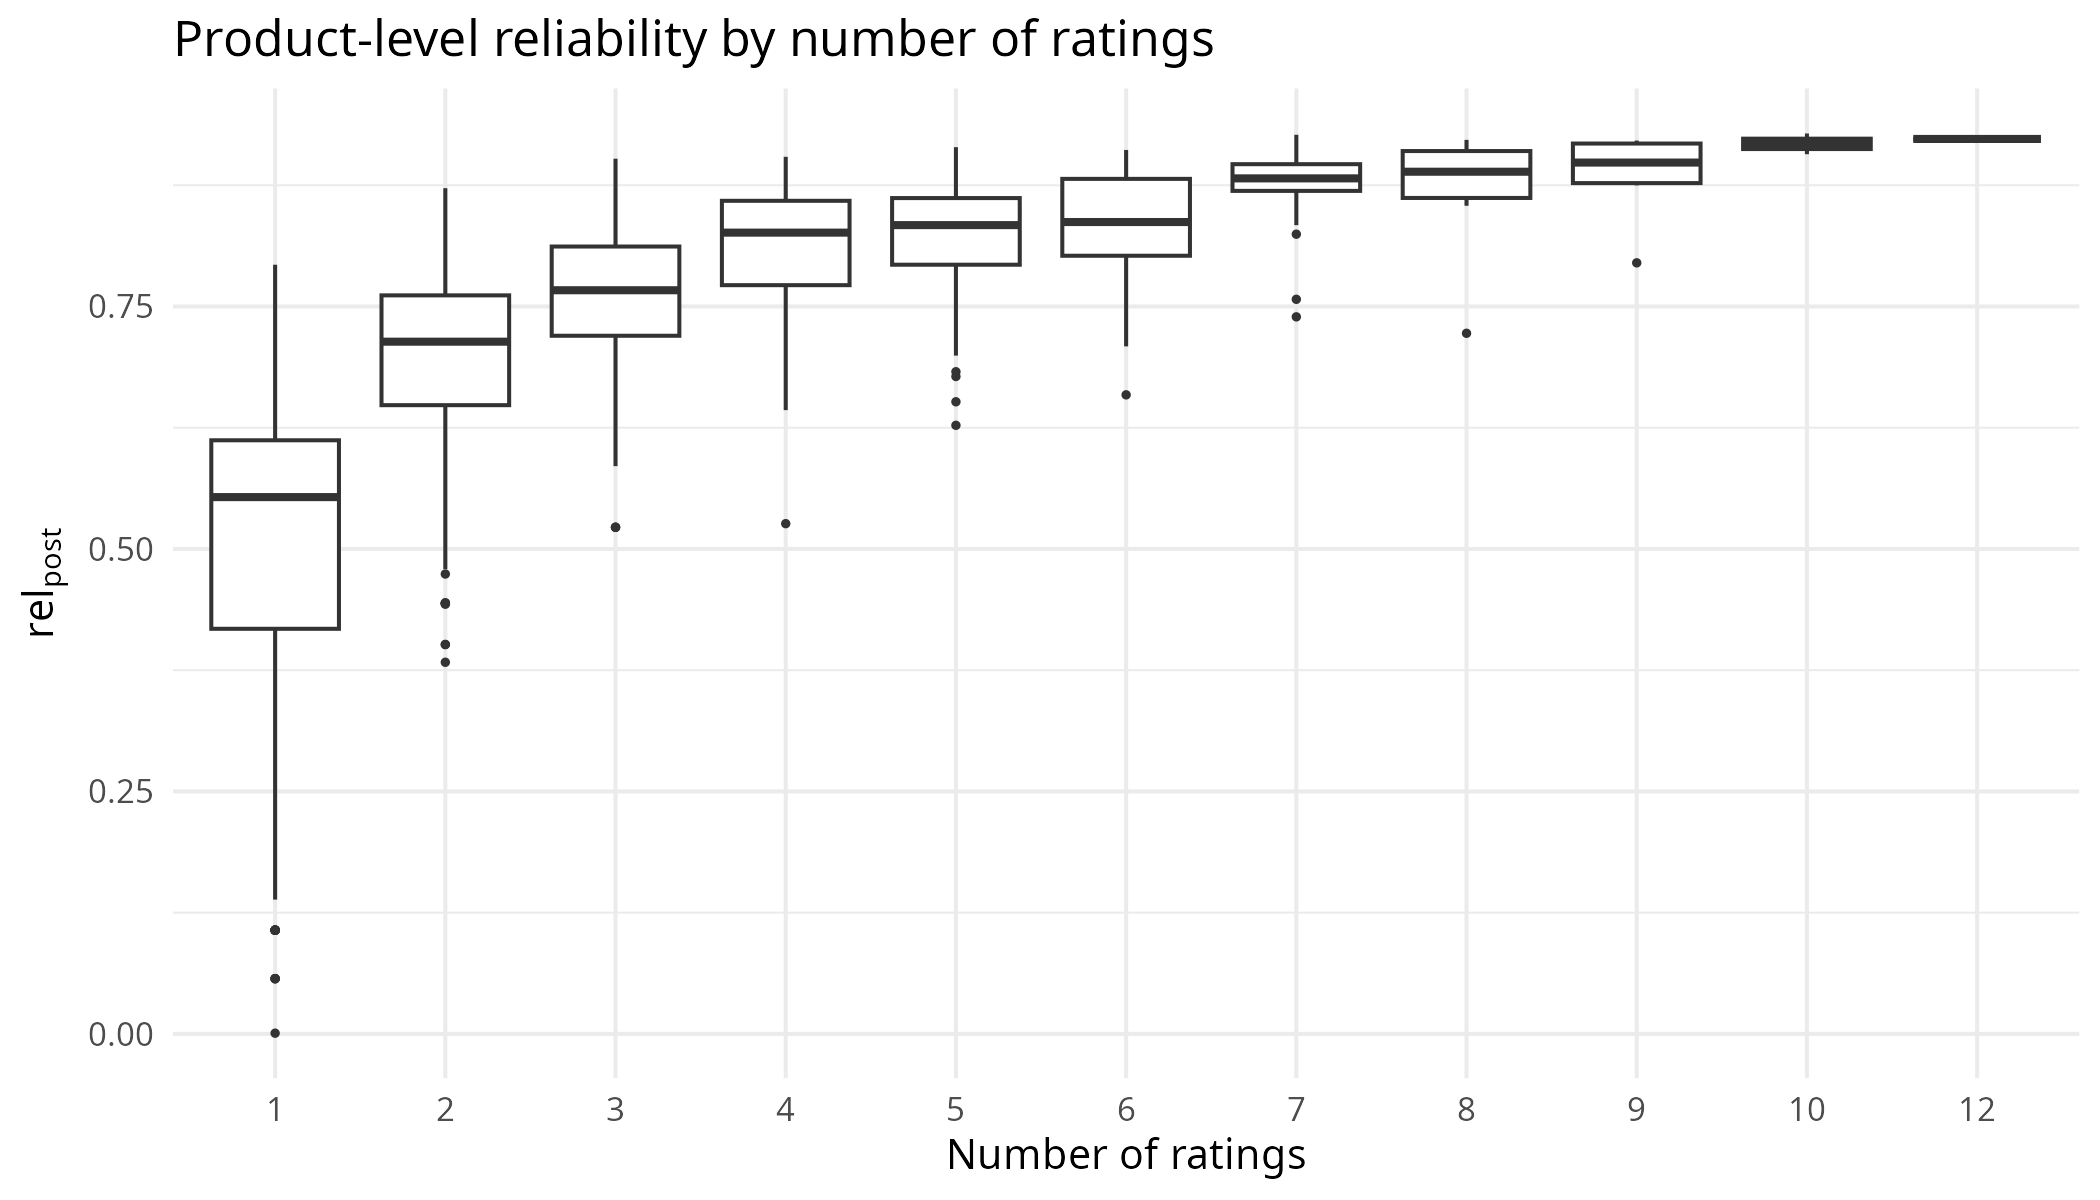 Product-level reliability by number of ratings
rel_post
0.75
0.50
0.25
0.00
1 2 3 4 5 6 7 8 9 10 12
Number of ratings